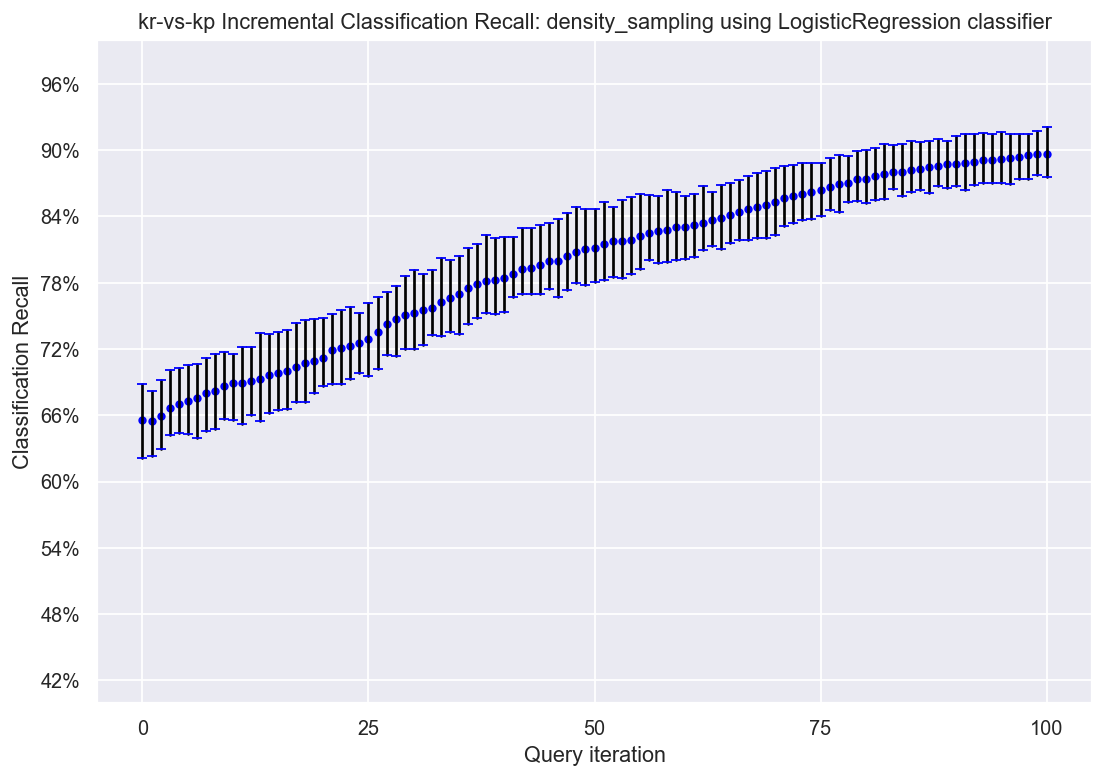 kr-vs-kp Incremental Classification Recall: density_sampling using LogisticRegression classifier
96%
90%
84%
78%
72%
66%
60%
54%
48%
42%
Classification Recall
0 25 50 75 100
Query iteration